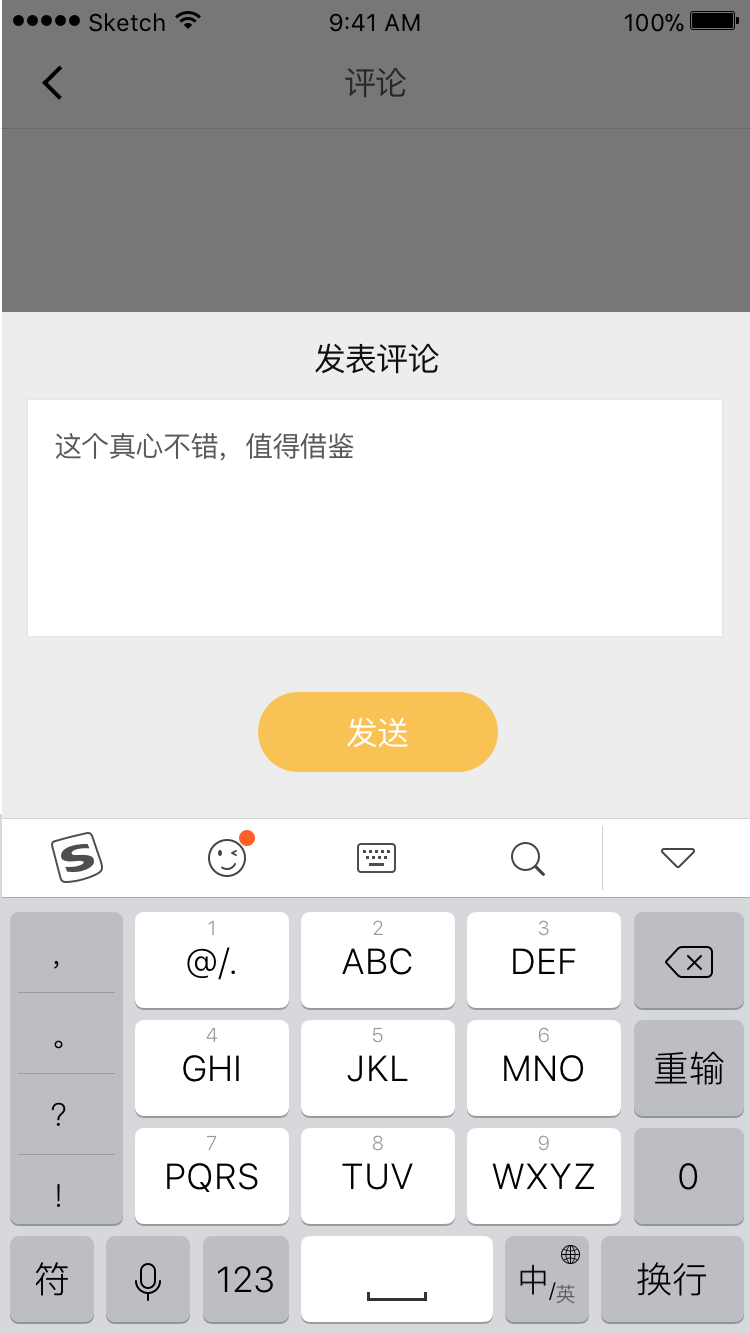 Sketch 9:41 AM 100%
评论
发表评论
这个真心不错，值得借鉴
发送
S
， 1 2 3
@/. ABC DEF
。 4 5 6
GHI JKL MNO 重输
? 7 8 9
PQRS TUV WXYZ 0
!
符 123 中/英 换行